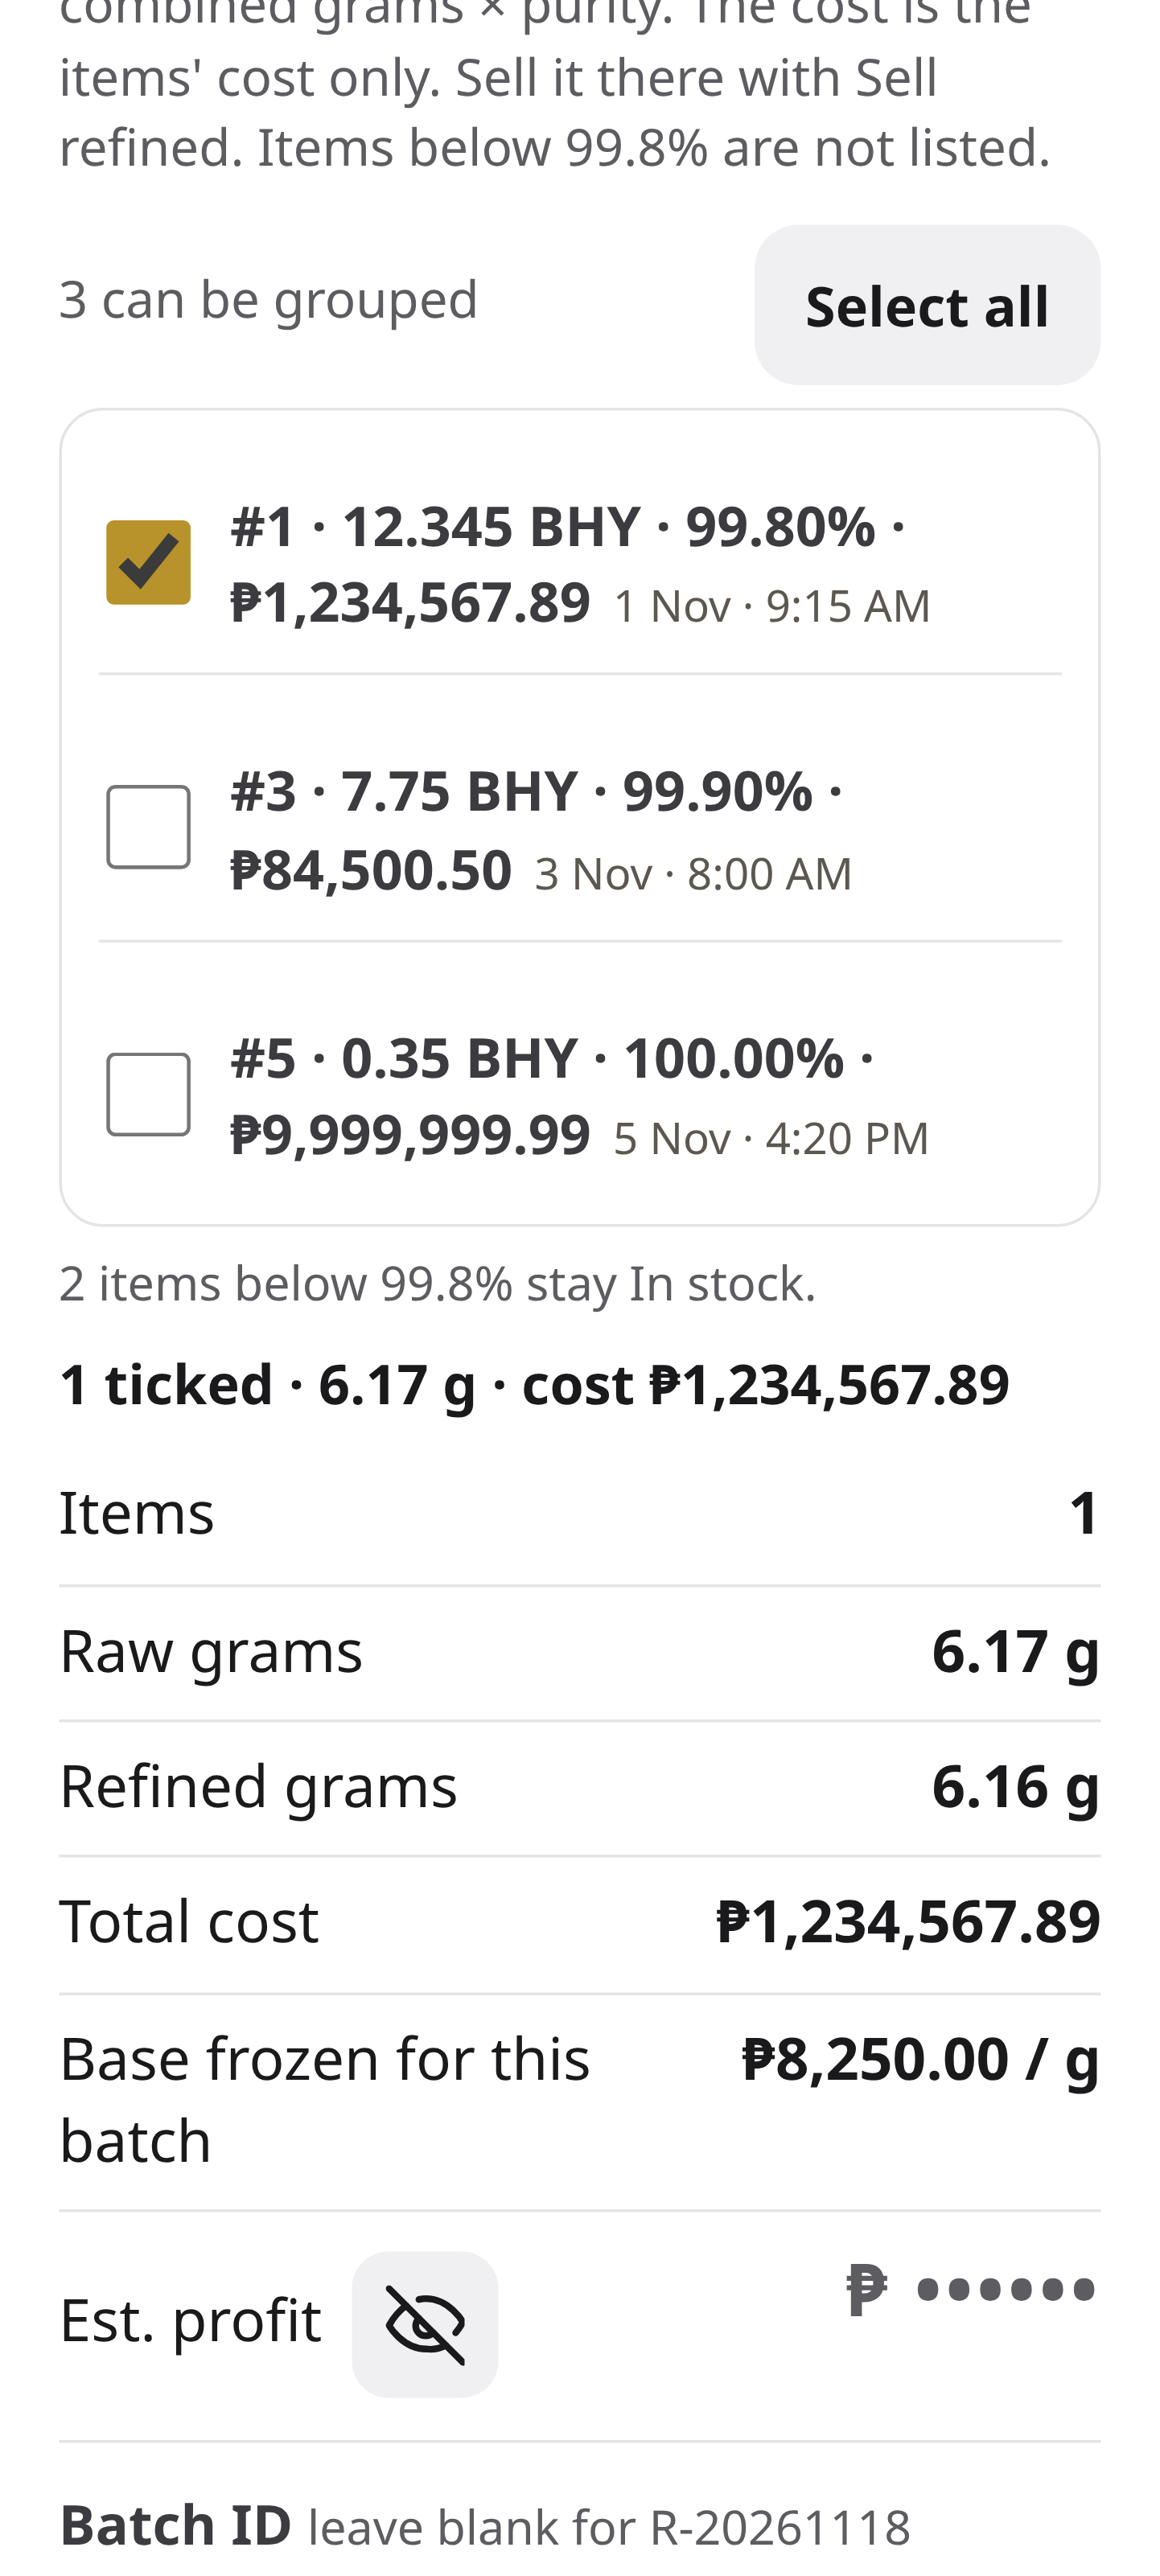 combined grams × purity. The cost is the
items' cost only. Sell it there with Sell
refined. Items below 99.8% are not listed.
3 can be grouped
Select all
#1 · 12.345 BHY · 99.80% ·
₱1,234,567.89 1 Nov · 9:15 AM
#3 · 7.75 BHY · 99.90% ·
₱84,500.50 3 Nov · 8:00 AM
#5 · 0.35 BHY · 100.00% ·
₱9,999,999.99 5 Nov · 4:20 PM
2 items below 99.8% stay In stock.
1 ticked · 6.17 g · cost ₱1,234,567.89
Items 1
Raw grams 6.17 g
Refined grams 6.16 g
Total cost ₱1,234,567.89
Base frozen for this ₱8,250.00 / g
batch
Est. profit ₱ ••••••
Batch ID leave blank for R-20261118